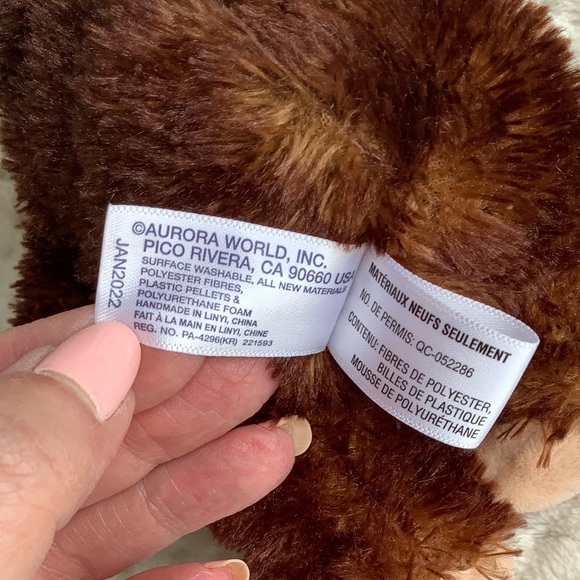 ©AURORA WORLD, INC.
PICO RIVERA, CA 90660 USA
SURFACE WASHABLE, ALL NEW MATERIALS
POLYESTER FIBRES,
PLASTIC PELLETS &
POLYURETHANE FOAM
HANDMADE IN LINYI, CHINA
FAIT À LA MAIN EN LINYI, CHINE
REG. NO. PA-4296(KR) 221593
JAN2022
MATÉRIAUX NEUFS SEULEMENT
NO. DE PERMIS: QC-052286
CONTENU: FIBRES DE POLYESTER,
BILLES DE PLASTIQUE
MOUSSE DE POLYURÉTHANE